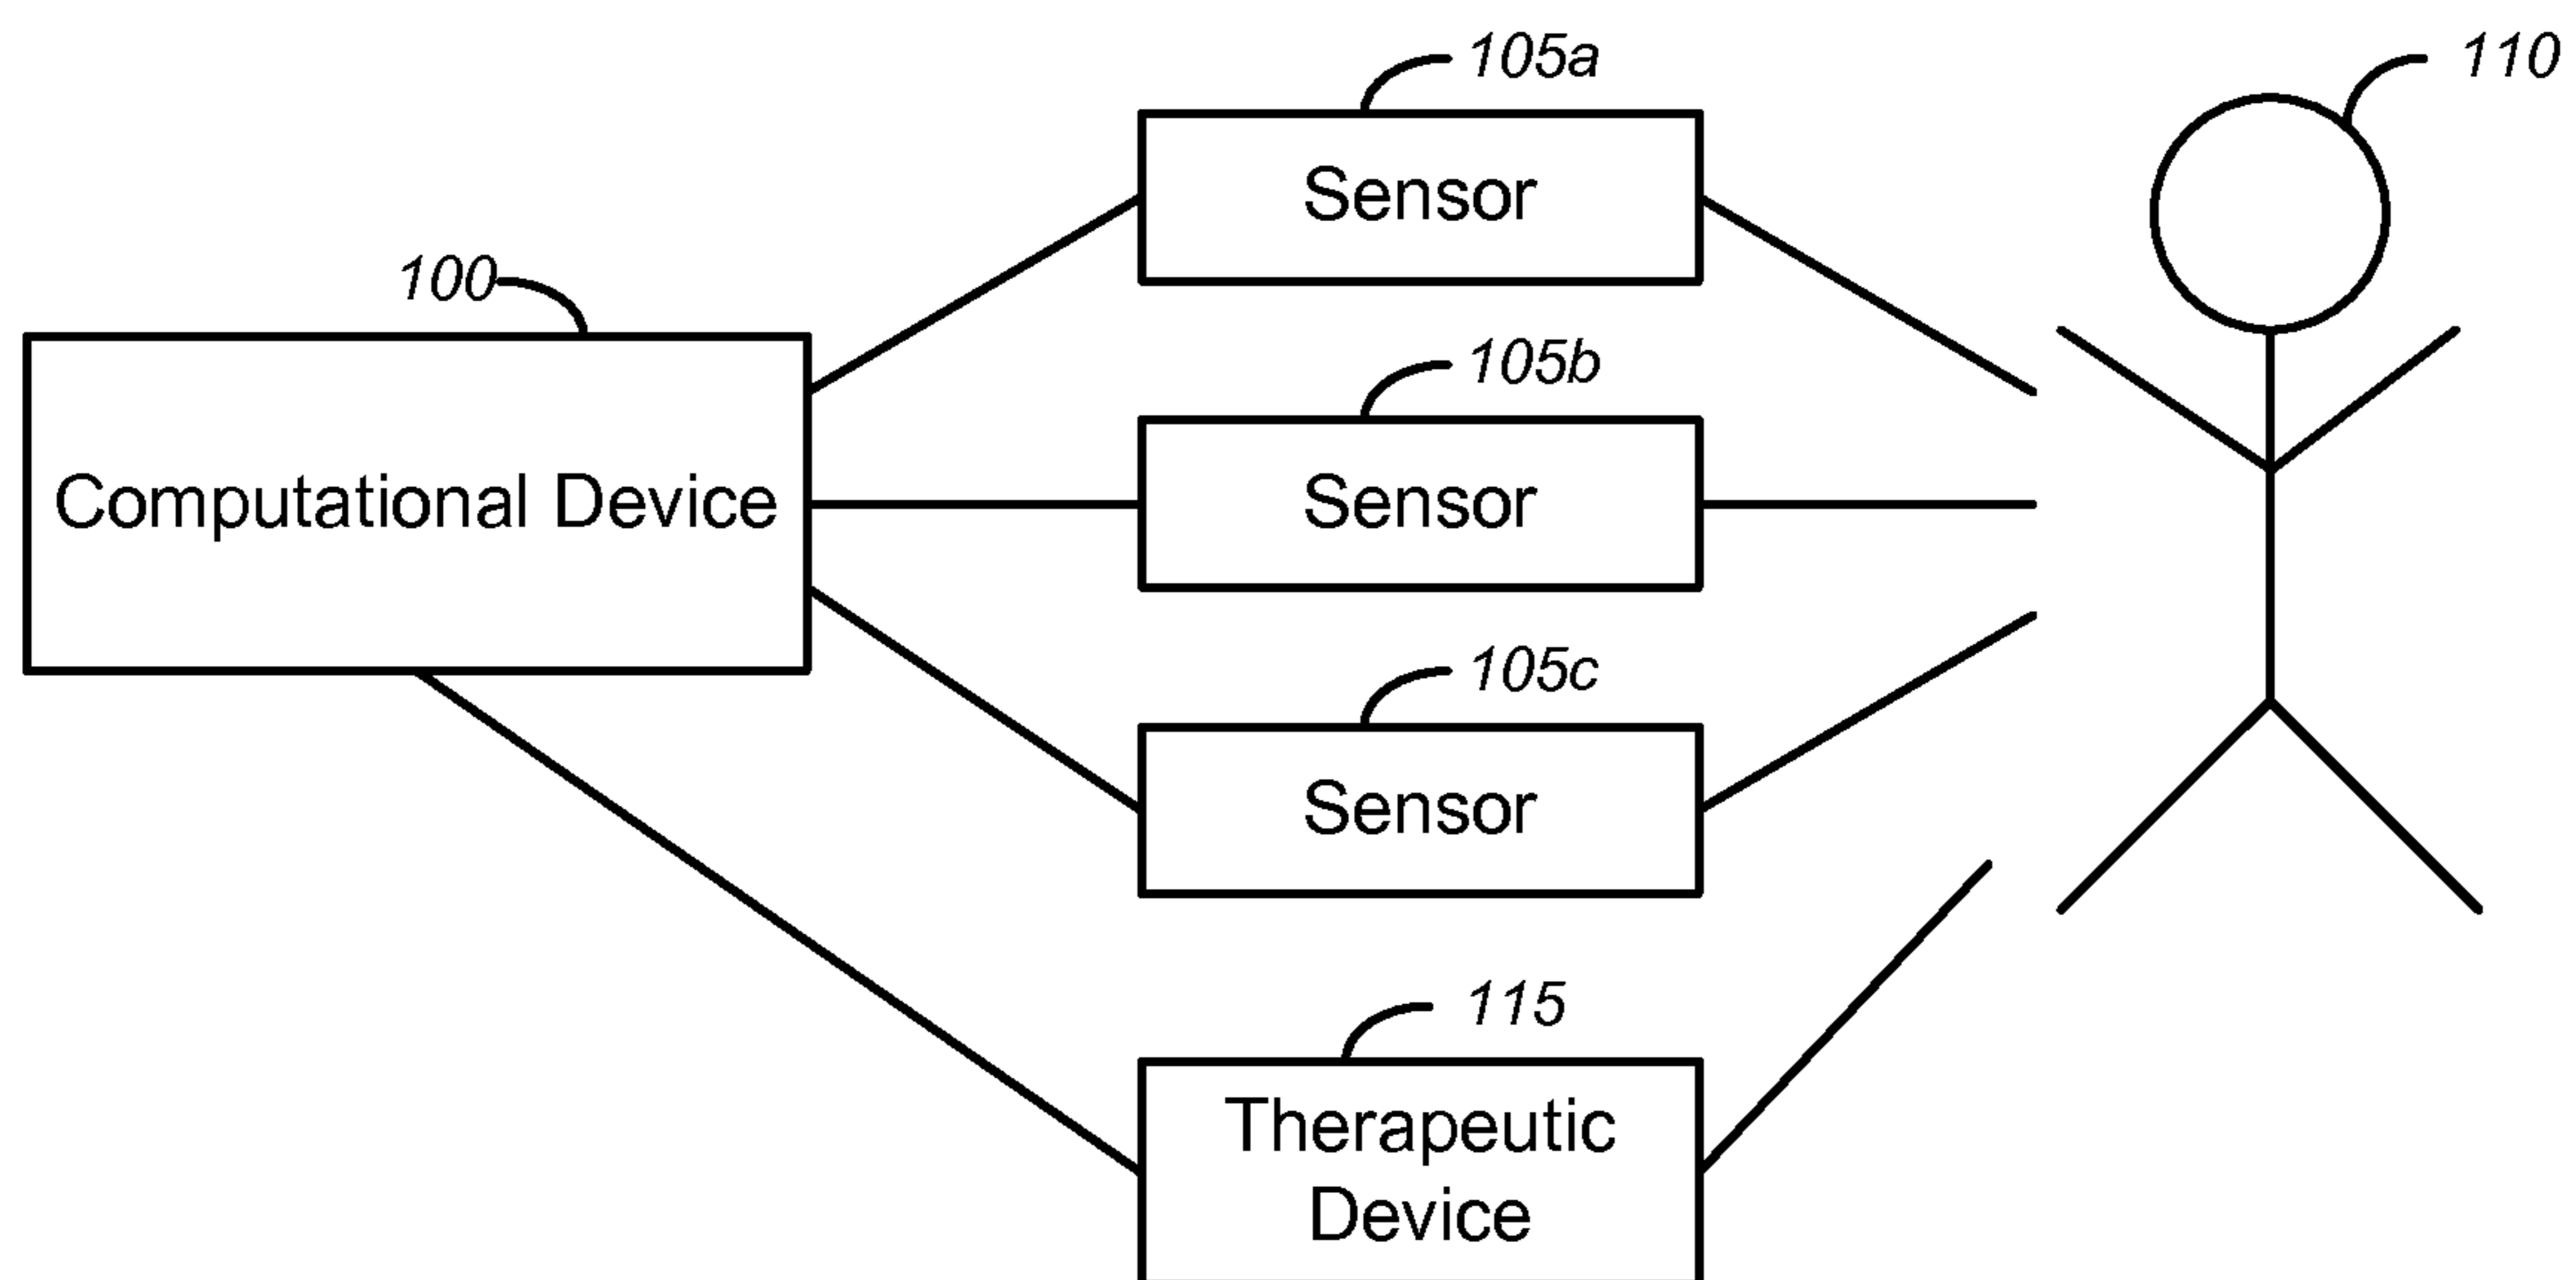 105a
110
Sensor
100
105b
Computational Device
Sensor
105c
Sensor
115
Therapeutic
Device